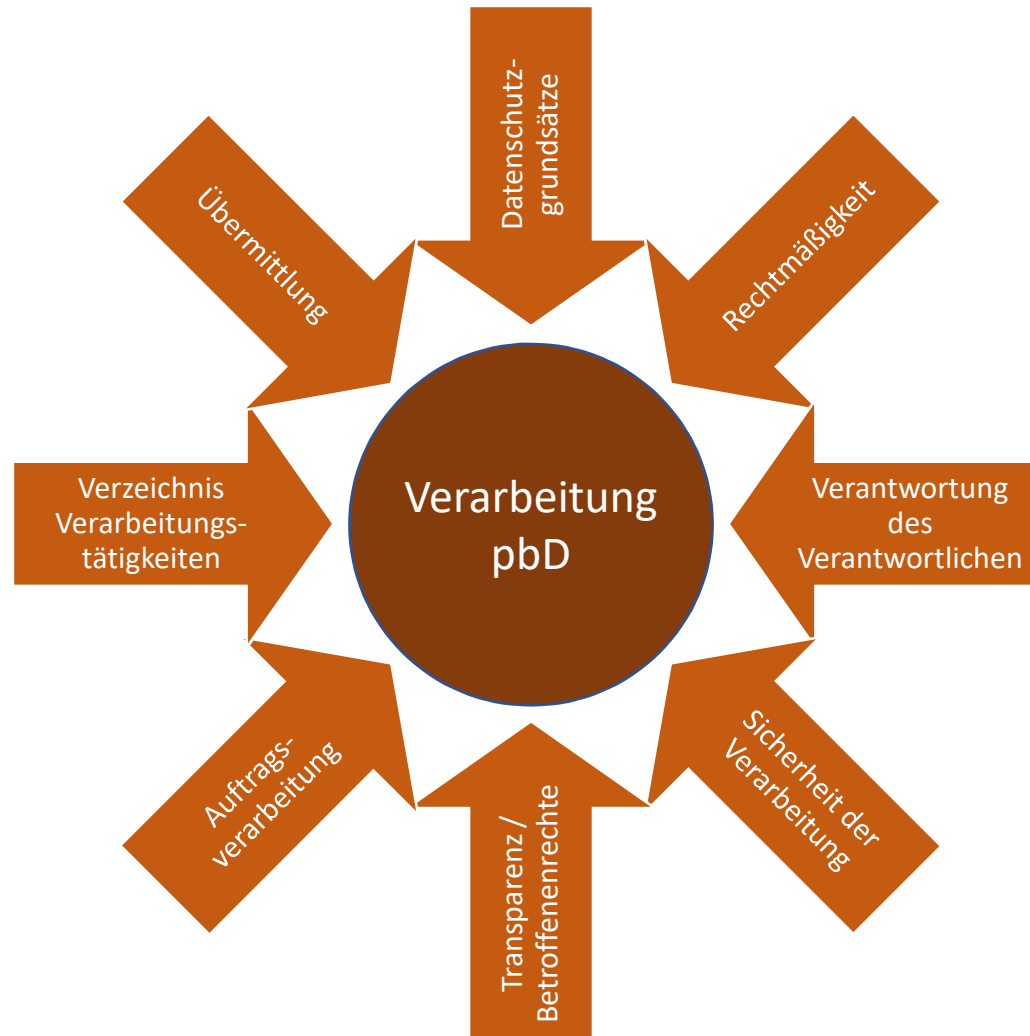 Datenschutz-
grundsätze
Übermittlung
Rechtmäßigkeit
Verzeichnis
Verarbeitungs-
tätigkeiten
Verarbeitung
pbD
Verantwortung
des
Verantwortlichen
Auftrags-
verarbeitung
Transparenz /
Betroffenenrechte
Sicherheit der
Verarbeitung